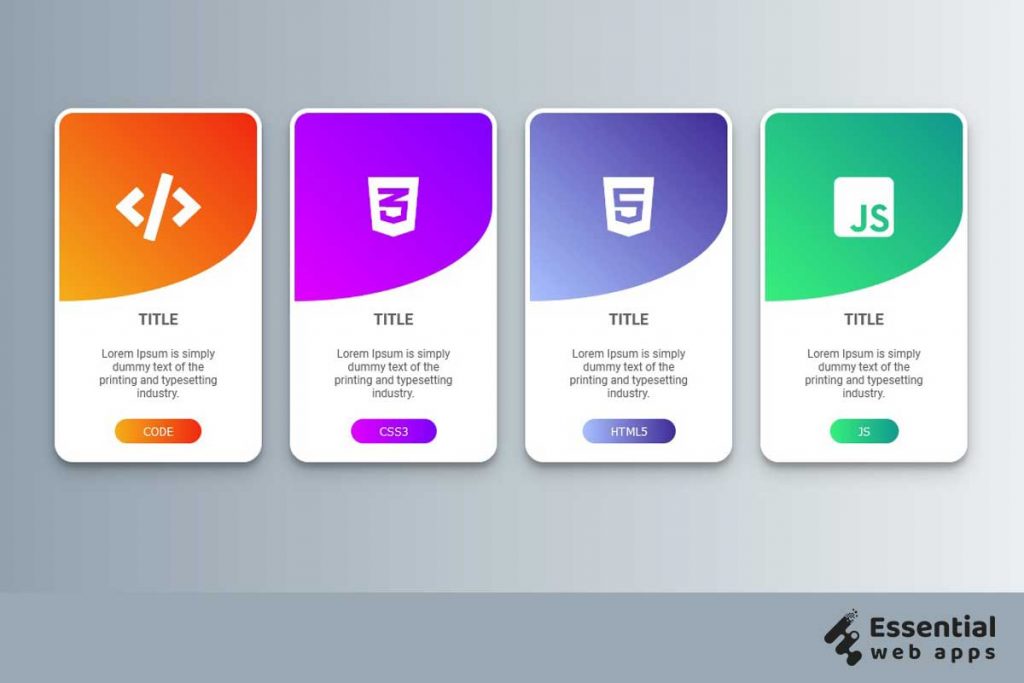 JS
TITLE
Lorem Ipsum is simply
dummy text of the
printing and typesetting
industry.
CODE
TITLE
Lorem Ipsum is simply
dummy text of the
printing and typesetting
industry.
CSS3
TITLE
Lorem Ipsum is simply
dummy text of the
printing and typesetting
industry.
HTML5
TITLE
Lorem Ipsum is simply
dummy text of the
printing and typesetting
industry.
JS
Essential
web apps